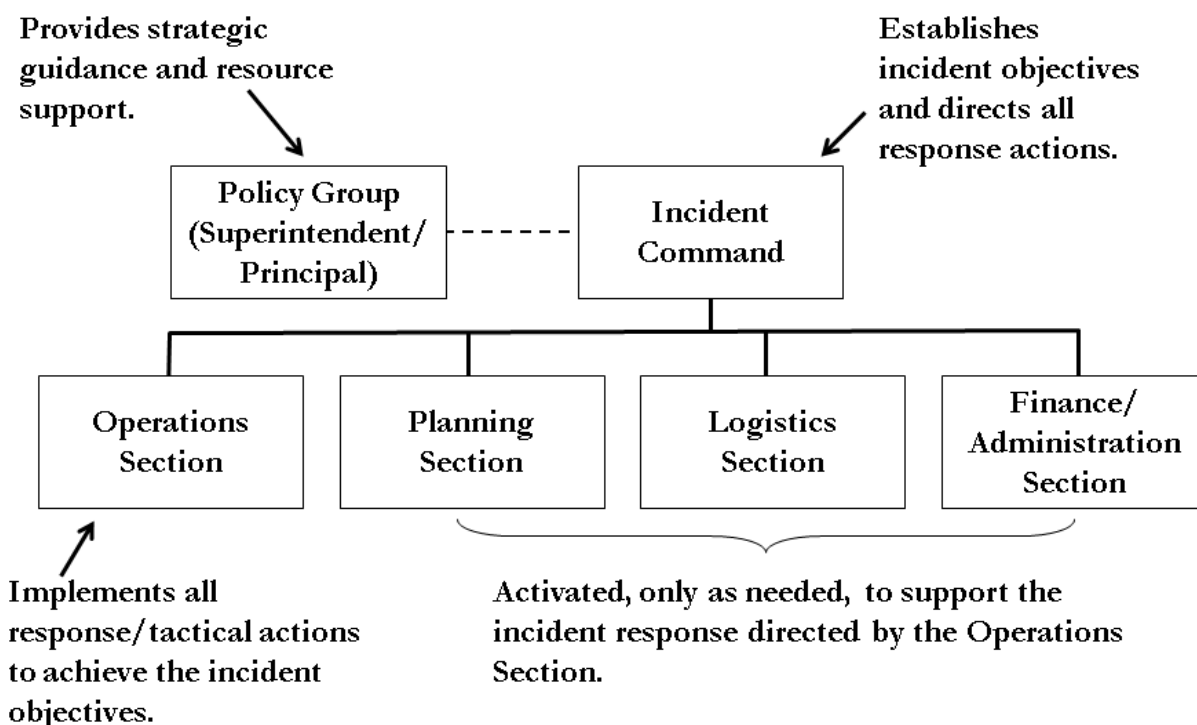 Provides strategic
guidance and resource
support.
Establishes
incident objectives
and directs all
response actions.
Policy Group
(Superintendent/
Principal)
Incident
Command
Operations
Section
Planning
Section
Logistics
Section
Finance/
Administration
Section
Implements all
response/tactical actions
to achieve the incident
objectives.
Activated, only as needed, to support the
incident response directed by the Operations
Section.